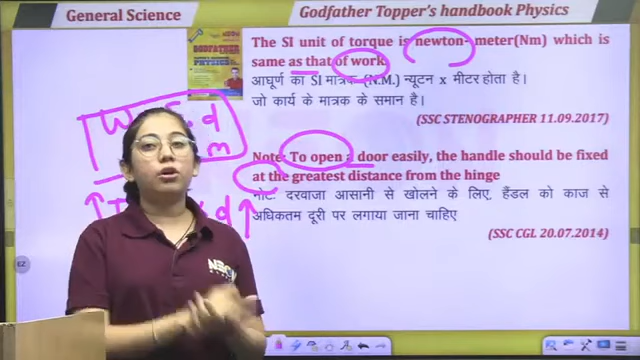 General Science
Godfather Topper's handbook Physics
GODFATHER
The SI unit of torque is newton-meter(Nm) which is
same as that of work.
आघूर्ण का SI मात्रक (N.M.) न्यूटन x मीटर होता है।
जो कार्य के मात्रक के समान है।
(SSC STENOGRAPHER 11.09.2017)
Note: To open a door easily, the handle should be fixed
at the greatest distance from the hinge
नोट: दरवाजा आसानी से खोलने के लिए, हैंडल को काज से
अधिकतम दूरी पर लगाया जाना चाहिए
(SSC CGL 20.07.2014)
d
m
d